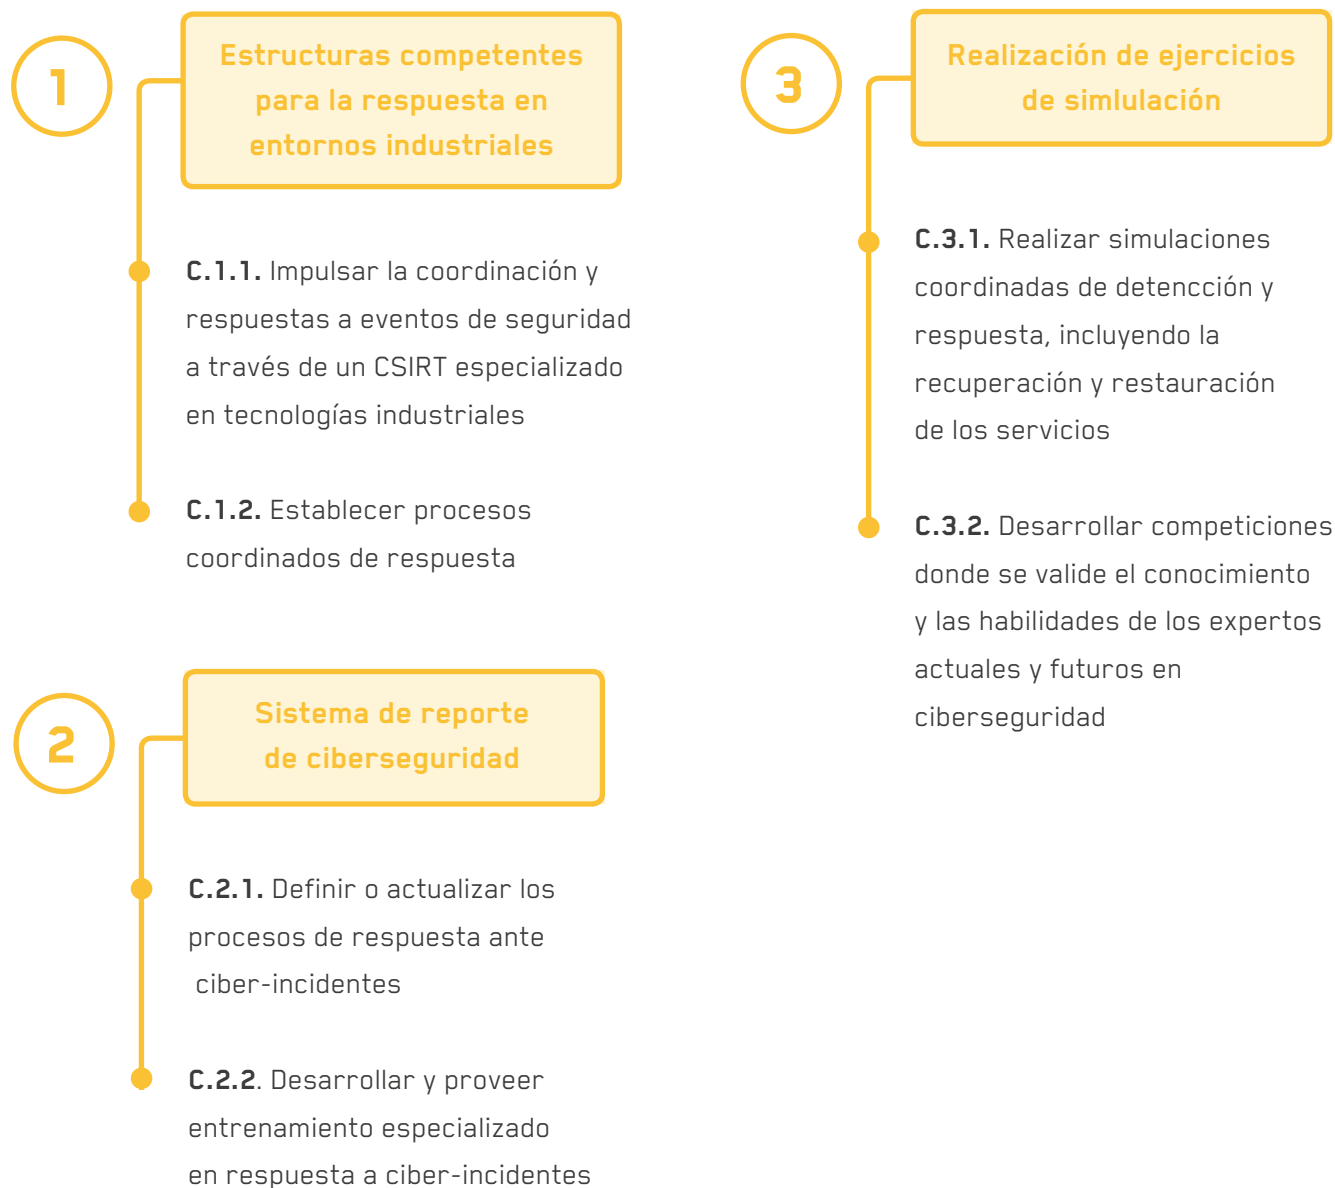 1
Estructuras competentes
para la respuesta en
entornos industriales
C.1.1. Impulsar la coordinación y
respuestas a eventos de seguridad
a través de un CSIRT especializado
en tecnologías industriales
C.1.2. Establecer procesos
coordinados de respuesta
2
Sistema de reporte
de ciberseguridad
C.2.1. Definir o actualizar los
procesos de respuesta ante
ciber-incidentes
C.2.2. Desarrollar y proveer
entrenamiento especializado
en respuesta a ciber-incidentes
3
Realización de ejercicios
de simlulación
C.3.1. Realizar simulaciones
coordinadas de detencción y
respuesta, incluyendo la
recuperación y restauración
de los servicios
C.3.2. Desarrollar competiciones
donde se valide el conocimiento
y las habilidades de los expertos
actuales y futuros en
ciberseguridad